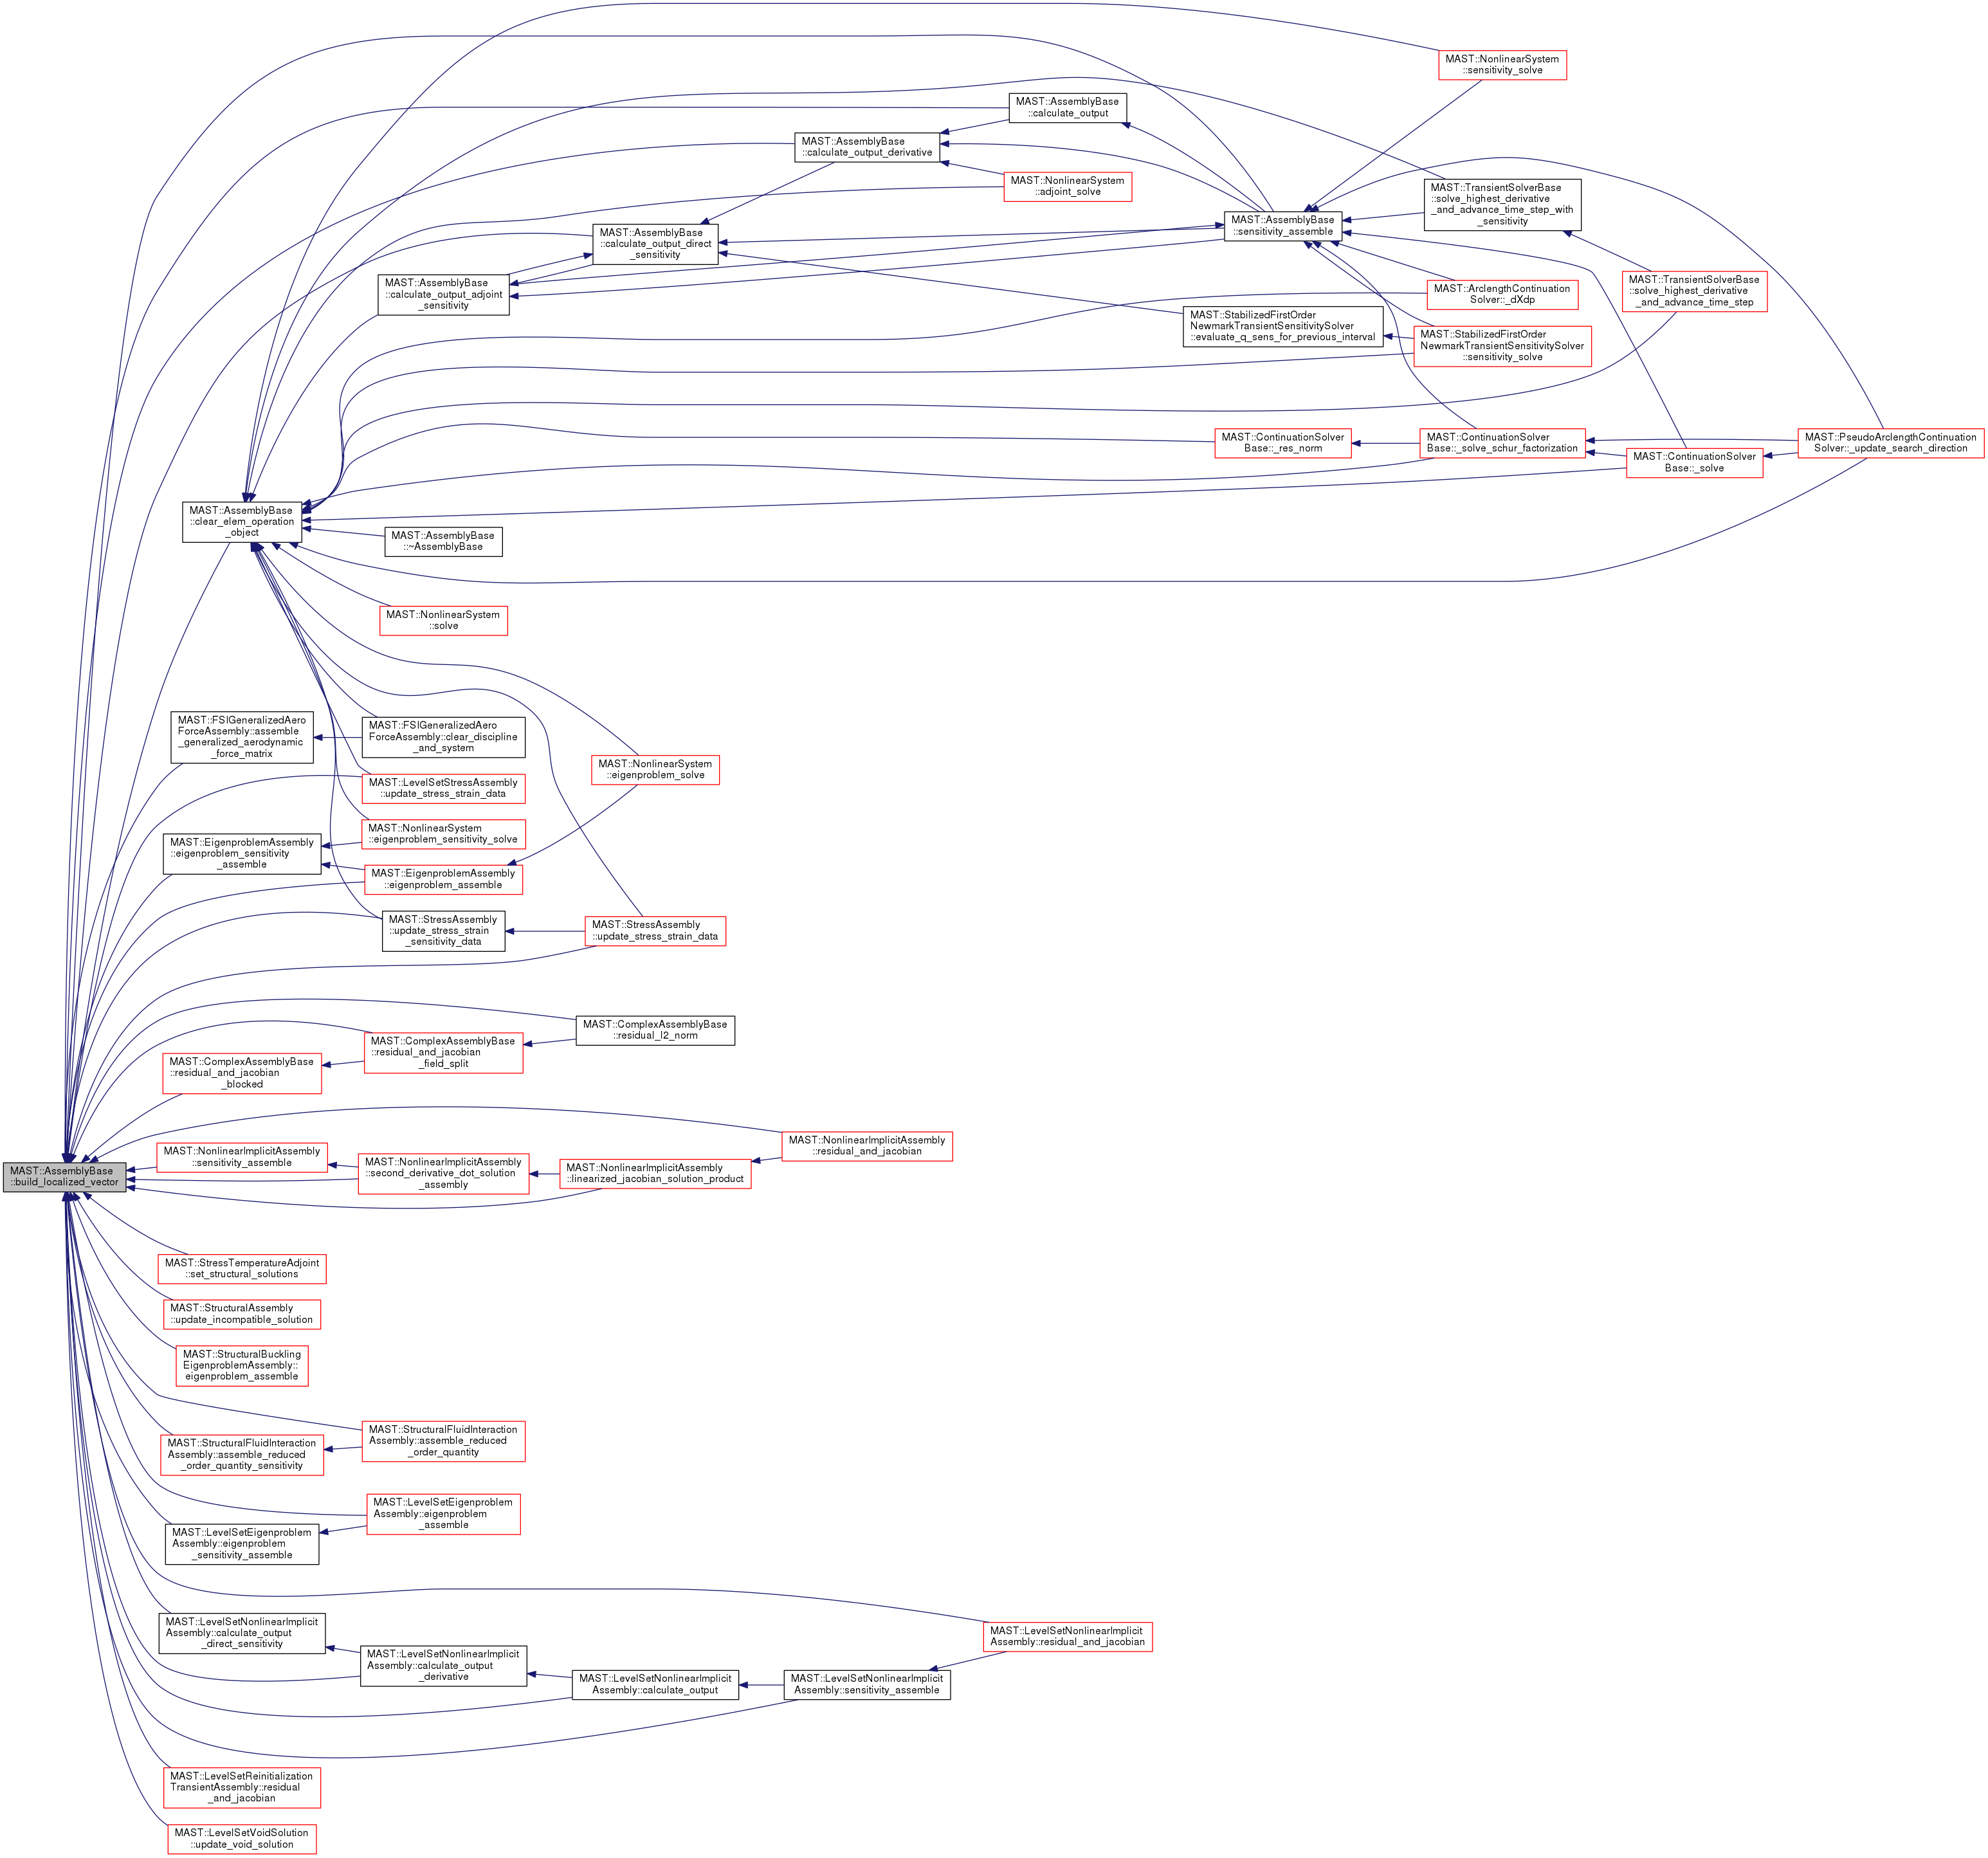 MAST::NonlinearSystem
::sensitivity_solve
MAST::AssemblyBase
::calculate_output
MAST::AssemblyBase
::calculate_output_derivative
MAST::NonlinearSystem
::adjoint_solve
MAST::TransientSolverBase
::solve_highest_derivative
_and_advance_time_step_with
_sensitivity
MAST::AssemblyBase
::sensitivity_assemble
MAST::AssemblyBase
::calculate_output_direct
_sensitivity
MAST::AssemblyBase
::calculate_output_adjoint
_sensitivity
MAST::TransientSolverBase
::solve_highest_derivative
_and_advance_time_step
MAST::ArclengthContinuation
Solver::_dXdp
MAST::StabilizedFirstOrder
NewmarkTransientSensitivitySolver
::evaluate_q_sens_for_previous_interval
MAST::StabilizedFirstOrder
NewmarkTransientSensitivitySolver
::sensitivity_solve
MAST::ContinuationSolver
Base::_res_norm
MAST::ContinuationSolver
Base::_solve_schur_factorization
MAST::PseudoArclengthContinuation
Solver::_update_search_direction
MAST::ContinuationSolver
Base::_solve
MAST::AssemblyBase
::clear_elem_operation
_object
MAST::AssemblyBase
::~AssemblyBase
MAST::NonlinearSystem
::solve
MAST::FSIGeneralizedAero
ForceAssembly::assemble
_generalized_aerodynamic
_force_matrix
MAST::FSIGeneralizedAero
ForceAssembly::clear_discipline
_and_system
MAST::NonlinearSystem
::eigenproblem_solve
MAST::LevelSetStressAssembly
::update_stress_strain_data
MAST::NonlinearSystem
::eigenproblem_sensitivity_solve
MAST::EigenproblemAssembly
::eigenproblem_sensitivity
_assemble
MAST::EigenproblemAssembly
::eigenproblem_assemble
MAST::StressAssembly
::update_stress_strain
_sensitivity_data
MAST::StressAssembly
::update_stress_strain_data
MAST::ComplexAssemblyBase
::residual_l2_norm
MAST::ComplexAssemblyBase
::residual_and_jacobian
_field_split
MAST::ComplexAssemblyBase
::residual_and_jacobian
_blocked
MAST::NonlinearImplicitAssembly
::residual_and_jacobian
MAST::NonlinearImplicitAssembly
::sensitivity_assemble
MAST::NonlinearImplicitAssembly
::second_derivative_dot_solution
_assembly
MAST::NonlinearImplicitAssembly
::linearized_jacobian_solution_product
MAST::AssemblyBase
::build_localized_vector
MAST::StressTemperatureAdjoint
::set_structural_solutions
MAST::StructuralAssembly
::update_incompatible_solution
MAST::StructuralBuckling
EigenproblemAssembly::
eigenproblem_assemble
MAST::StructuralFluidInteraction
Assembly::assemble_reduced
_order_quantity
MAST::StructuralFluidInteraction
Assembly::assemble_reduced
_order_quantity_sensitivity
MAST::LevelSetEigenproblem
Assembly::eigenproblem
_assemble
MAST::LevelSetEigenproblem
Assembly::eigenproblem
_sensitivity_assemble
MAST::LevelSetNonlinearImplicit
Assembly::calculate_output
_direct_sensitivity
MAST::LevelSetNonlinearImplicit
Assembly::residual_and_jacobian
MAST::LevelSetNonlinearImplicit
Assembly::calculate_output
_derivative
MAST::LevelSetNonlinearImplicit
Assembly::calculate_output
MAST::LevelSetNonlinearImplicit
Assembly::sensitivity_assemble
MAST::LevelSetReinitialization
TransientAssembly::residual
_and_jacobian
MAST::LevelSetVoidSolution
::update_void_solution